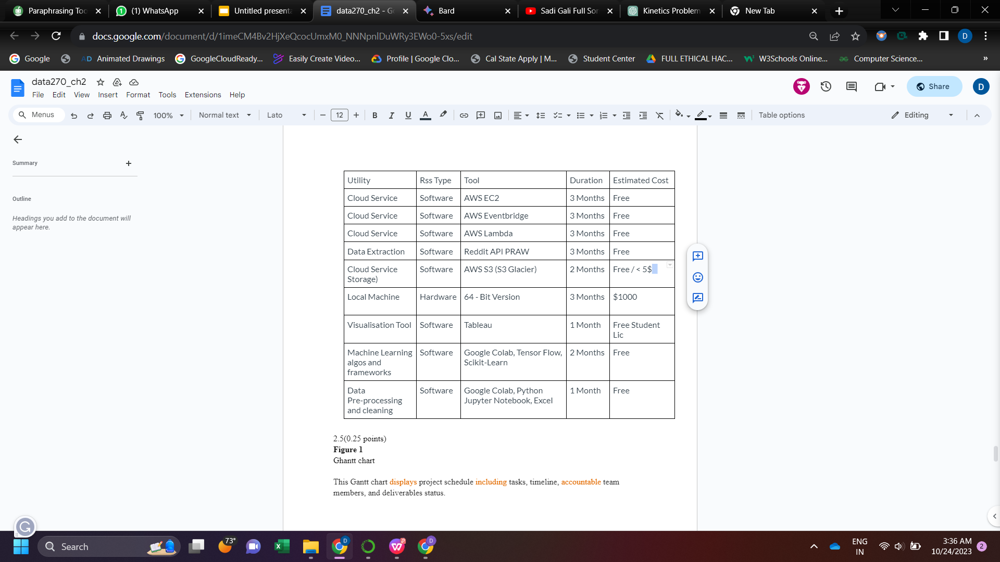 Paraphrasing Too
(1) WhatsApp
Untitled presenta
data270_ch2 - Go
Bard
Sadi Gali Full Son
Kinetics Problem
New Tab
docs.google.com/document/d/1imeCM4Bv2HjXeQcocUmxM0_NNNpnlDuWRy3EWo0-5xs/edit
D
Google
AD Animated Drawings
GoogleCloudReady...
Easily Create Video...
Profile | Google Clo...
Cal State Apply | M...
Student Center
FULL ETHICAL HAC...
W3Schools Online...
Computer Science...
»
data270_ch2
File Edit View Insert Format Tools Extensions Help
Share
D
Menus
100%
Normal text
Lato
12
B I U A
Table options
Editing
Summary
Outline
Headings you add to the document will
appear here.
Utility Rss Type Tool Duration Estimated Cost
Cloud Service Software AWS EC2 3 Months Free
Cloud Service Software AWS Eventbridge 3 Months Free
Cloud Service Software AWS Lambda 3 Months Free
Data Extraction Software Reddit API PRAW 3 Months Free
Cloud Service Software AWS S3 (S3 Glacier) 2 Months Free / < 5$
Storage)
Local Machine Hardware 64 - Bit Version 3 Months $1000
Visualisation Tool Software Tableau 1 Month Free Student
Lic
Machine Learning Software Google Colab, Tensor Flow, 2 Months Free
algos and Scikit-Learn
frameworks
Data Software Google Colab, Python 1 Month Free
Pre-processing Jupyter Notebook, Excel
and cleaning
2.5(0.25 points)
Figure 1
Ghantt chart
This Gantt chart displays project schedule including tasks, timeline, accountable team
members, and deliverables status.
Search
73°
ENG
IN
3:36 AM
10/24/2023
2